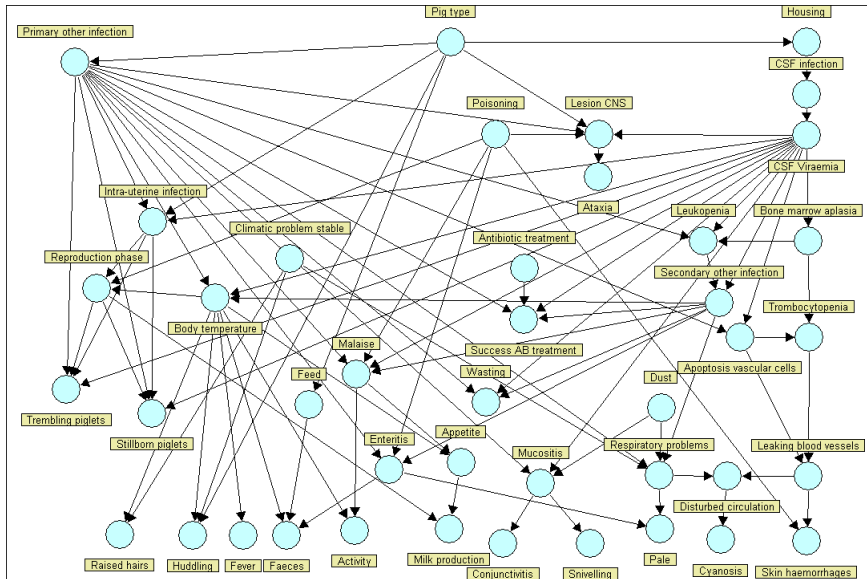 Pig type
Housing
Primary other infection
CSF infection
Poisoning
Lesion CNS
CSF Viraemia
Intra-uterine infection
Ataxia
Leukopenia
Bone marrow aplasia
Climatic problem stable
Antibiotic treatment
Reproduction phase
Secondary other infection
Trombocytopenia
Body temperature
Malaise
Success AB treatment
Apoptosis vascular cells
Feed
Wasting
Dust
Trembling piglets
Stillborn piglets
Enteritis
Appetite
Mucositis
Respiratory problems
Leaking blood vessels
Disturbed circulation
Raised hairs
Huddling
Fever
Faeces
Activity
Milk production
Conjunctivitis
Snivelling
Pale
Cyanosis
Skin haemorrhages